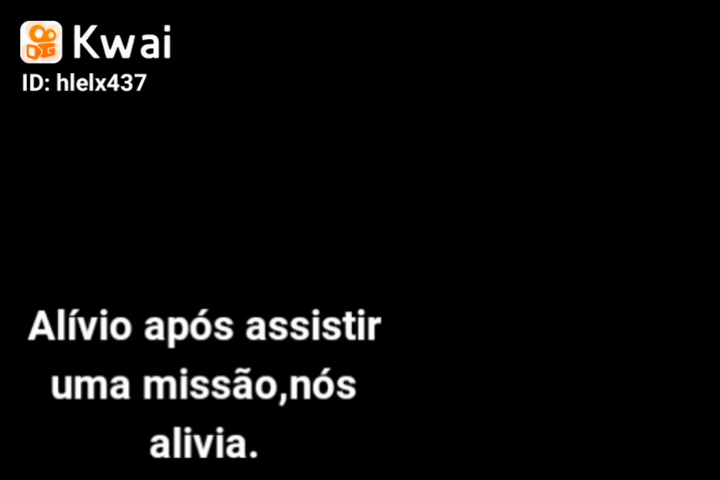 Kwai
ID: hlelx437
Alívio após assistir
uma missão,nós
alivia.